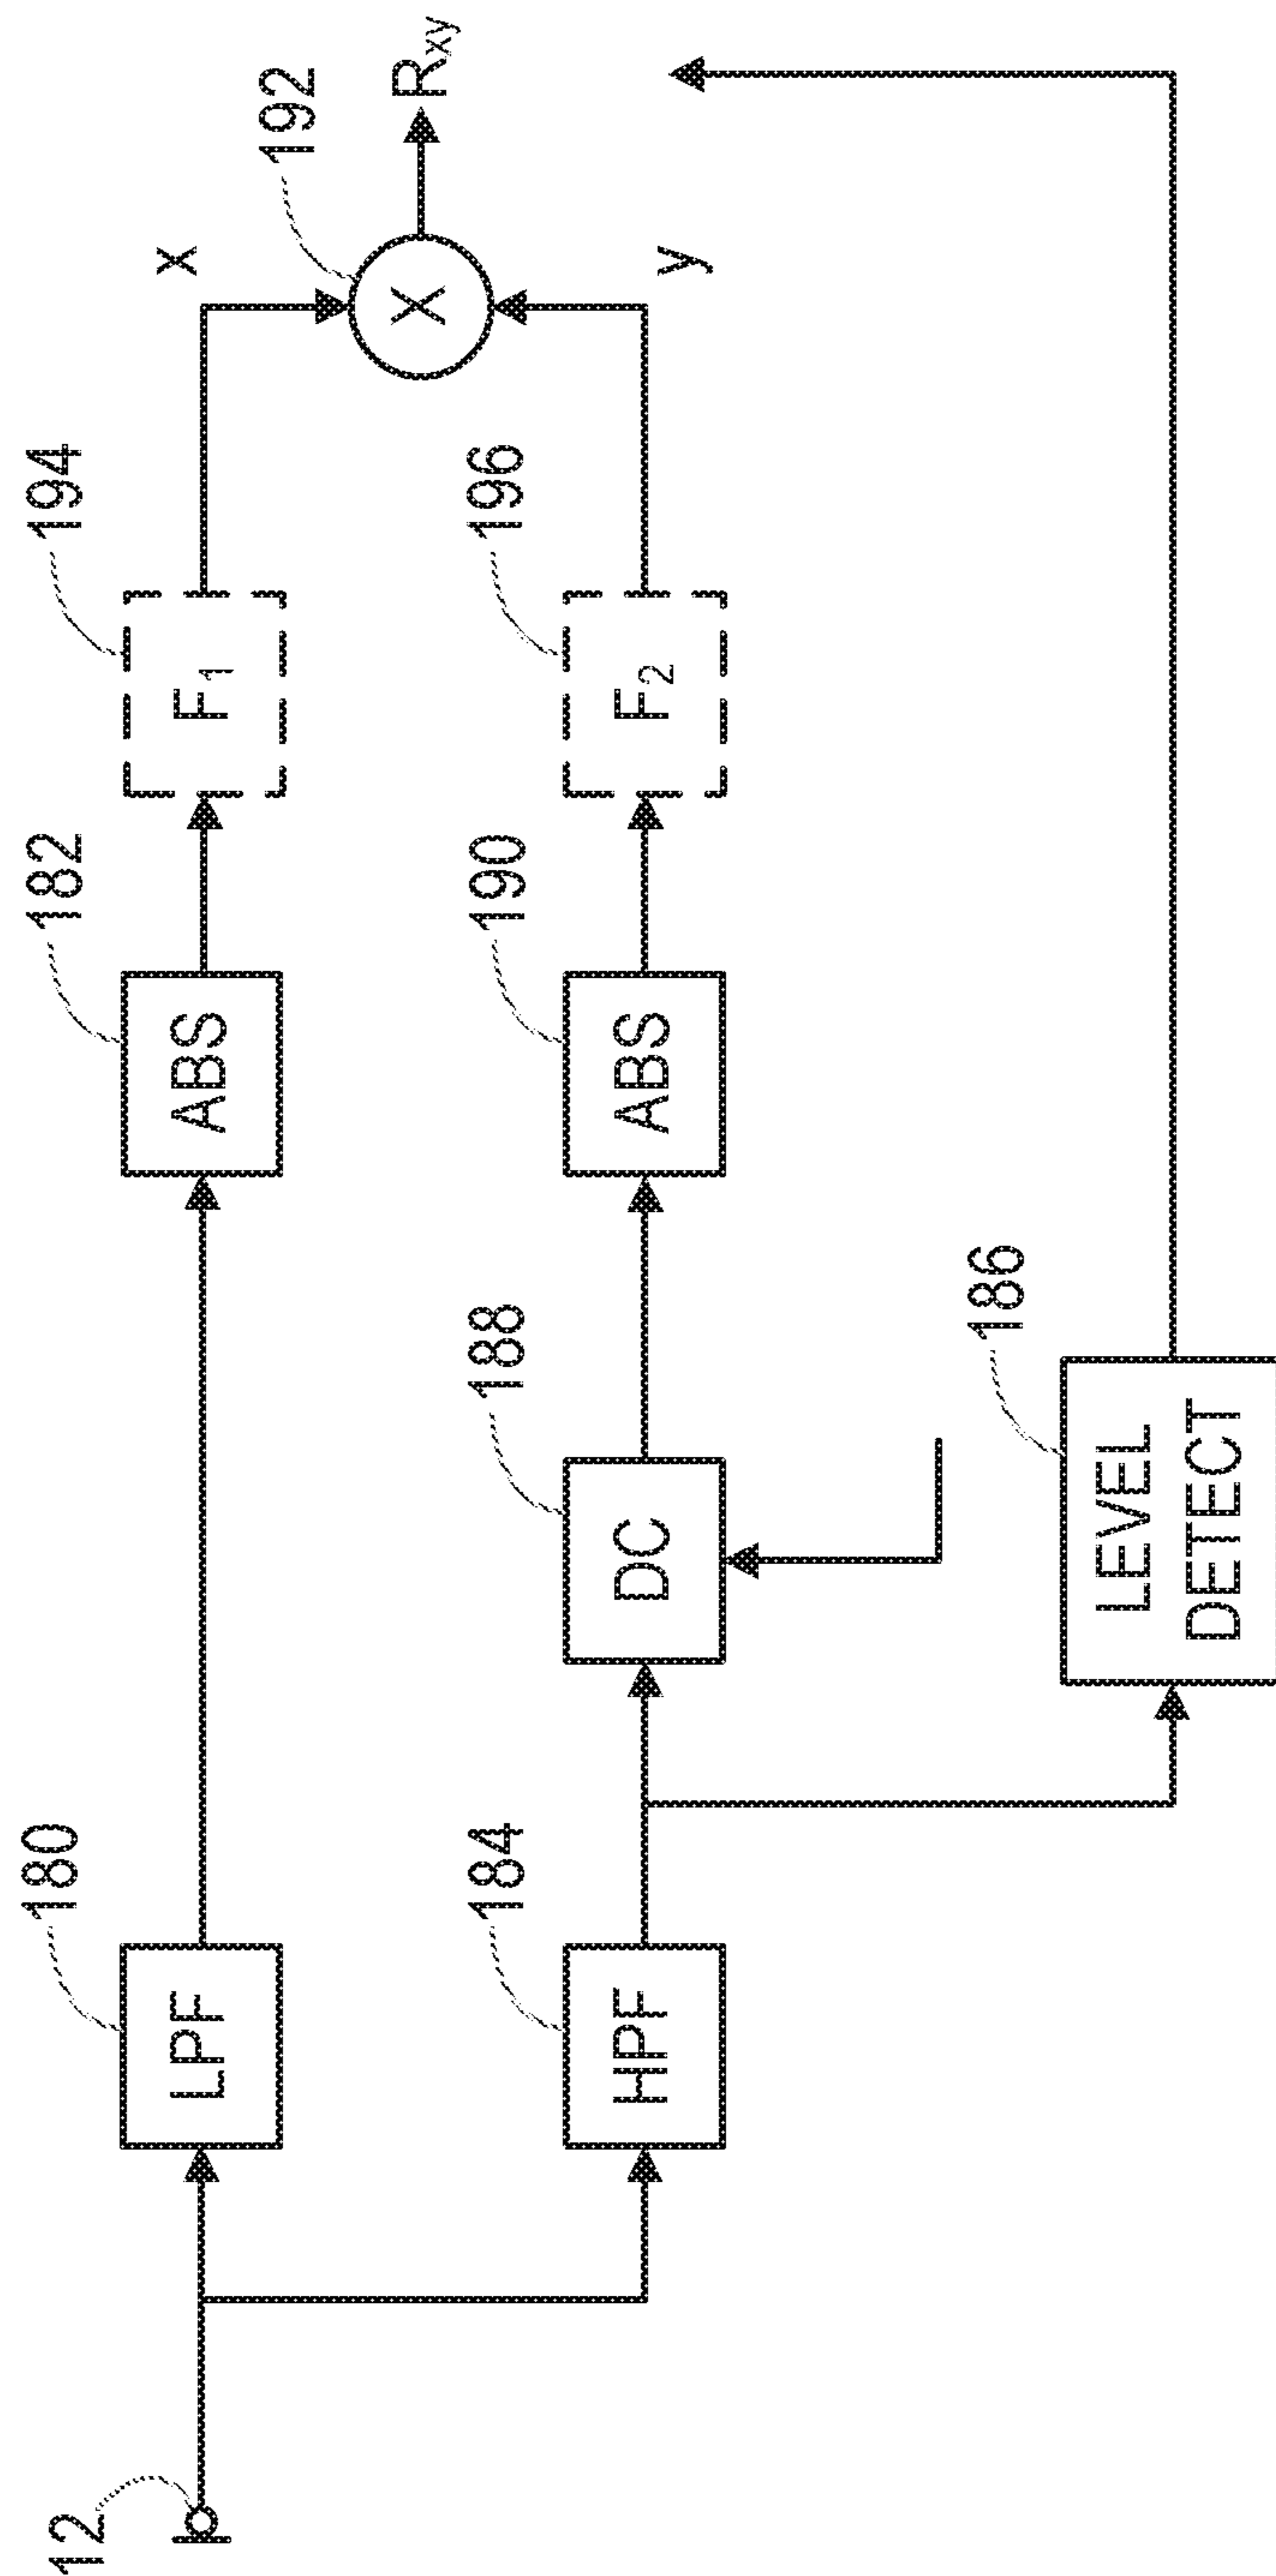 12
180
LPF
182
ABS
194
F₁
x
192
X
Rxy
184
HPF
188
DC
190
ABS
196
F₂
y
186
LEVEL
DETECT